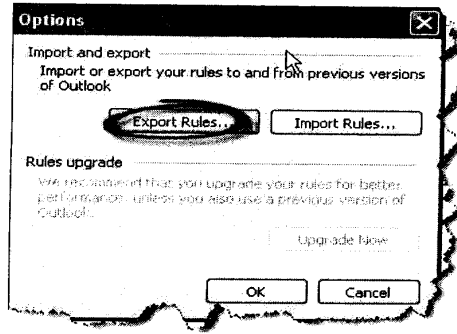 Options
Import and export
Import or export your rules to and from previous versions
of Outlook
Export Rules...
Import Rules...
Rules upgrade
We recommend that you upgrade your rules for better
performance, unless you also use a previous version of
Outlook.
Upgrade Now
OK
Cancel